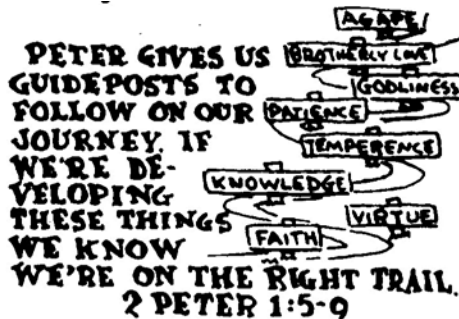 AGAPE
PETER GIVES US BROTHERLY LOVE
GUIDEPOSTS TO GODLINESS
FOLLOW ON OUR PATIENCE
JOURNEY. IF TEMPERENCE
WE'RE DE-
VELOPING KNOWLEDGE
THESE THINGS VIRTUE
WE KNOW FAITH
WE'RE ON THE RIGHT TRAIL.
2 PETER 1:5-9